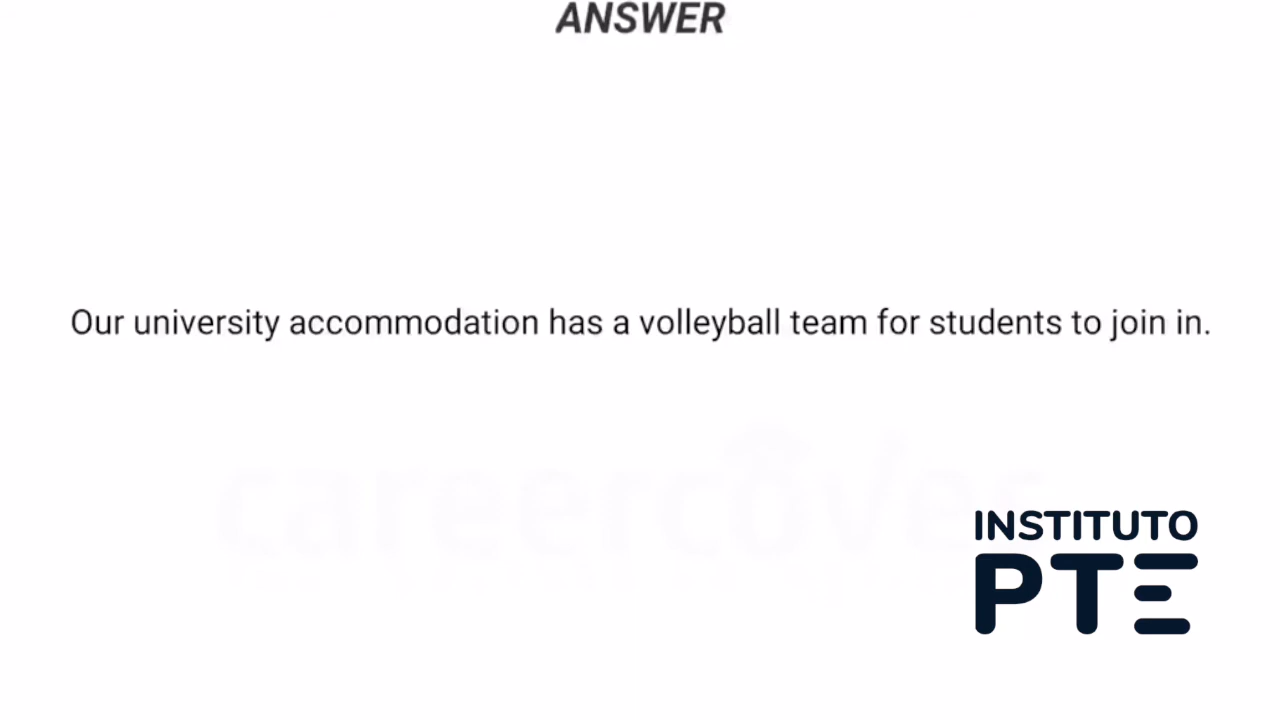 ANSWER
Our university accommodation has a volleyball team for students to join in.
careercoves
INSTITUTO
PTE